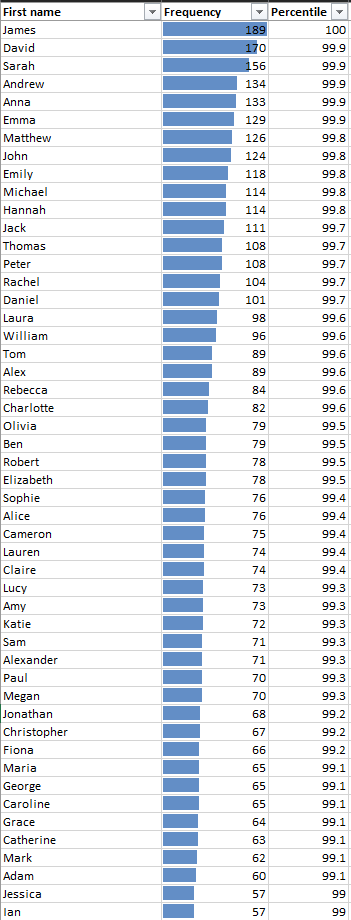 First name Frequency Percentile
James 189 100
David 170 99.9
Sarah 156 99.9
Andrew 134 99.9
Anna 133 99.9
Emma 129 99.9
Matthew 126 99.8
John 124 99.8
Emily 118 99.8
Michael 114 99.8
Hannah 114 99.8
Jack 111 99.7
Thomas 108 99.7
Peter 108 99.7
Rachel 104 99.7
Daniel 101 99.7
Laura 98 99.6
William 96 99.6
Tom 89 99.6
Alex 89 99.6
Rebecca 84 99.6
Charlotte 82 99.6
Olivia 79 99.5
Ben 79 99.5
Robert 78 99.5
Elizabeth 78 99.5
Sophie 76 99.4
Alice 76 99.4
Cameron 75 99.4
Lauren 74 99.4
Claire 74 99.4
Lucy 73 99.3
Amy 73 99.3
Katie 72 99.3
Sam 71 99.3
Alexander 71 99.3
Paul 70 99.3
Megan 70 99.3
Jonathan 68 99.2
Christopher 67 99.2
Fiona 66 99.2
Maria 65 99.1
George 65 99.1
Caroline 65 99.1
Grace 64 99.1
Catherine 63 99.1
Mark 62 99.1
Adam 60 99.1
Jessica 57 99
Ian 57 99